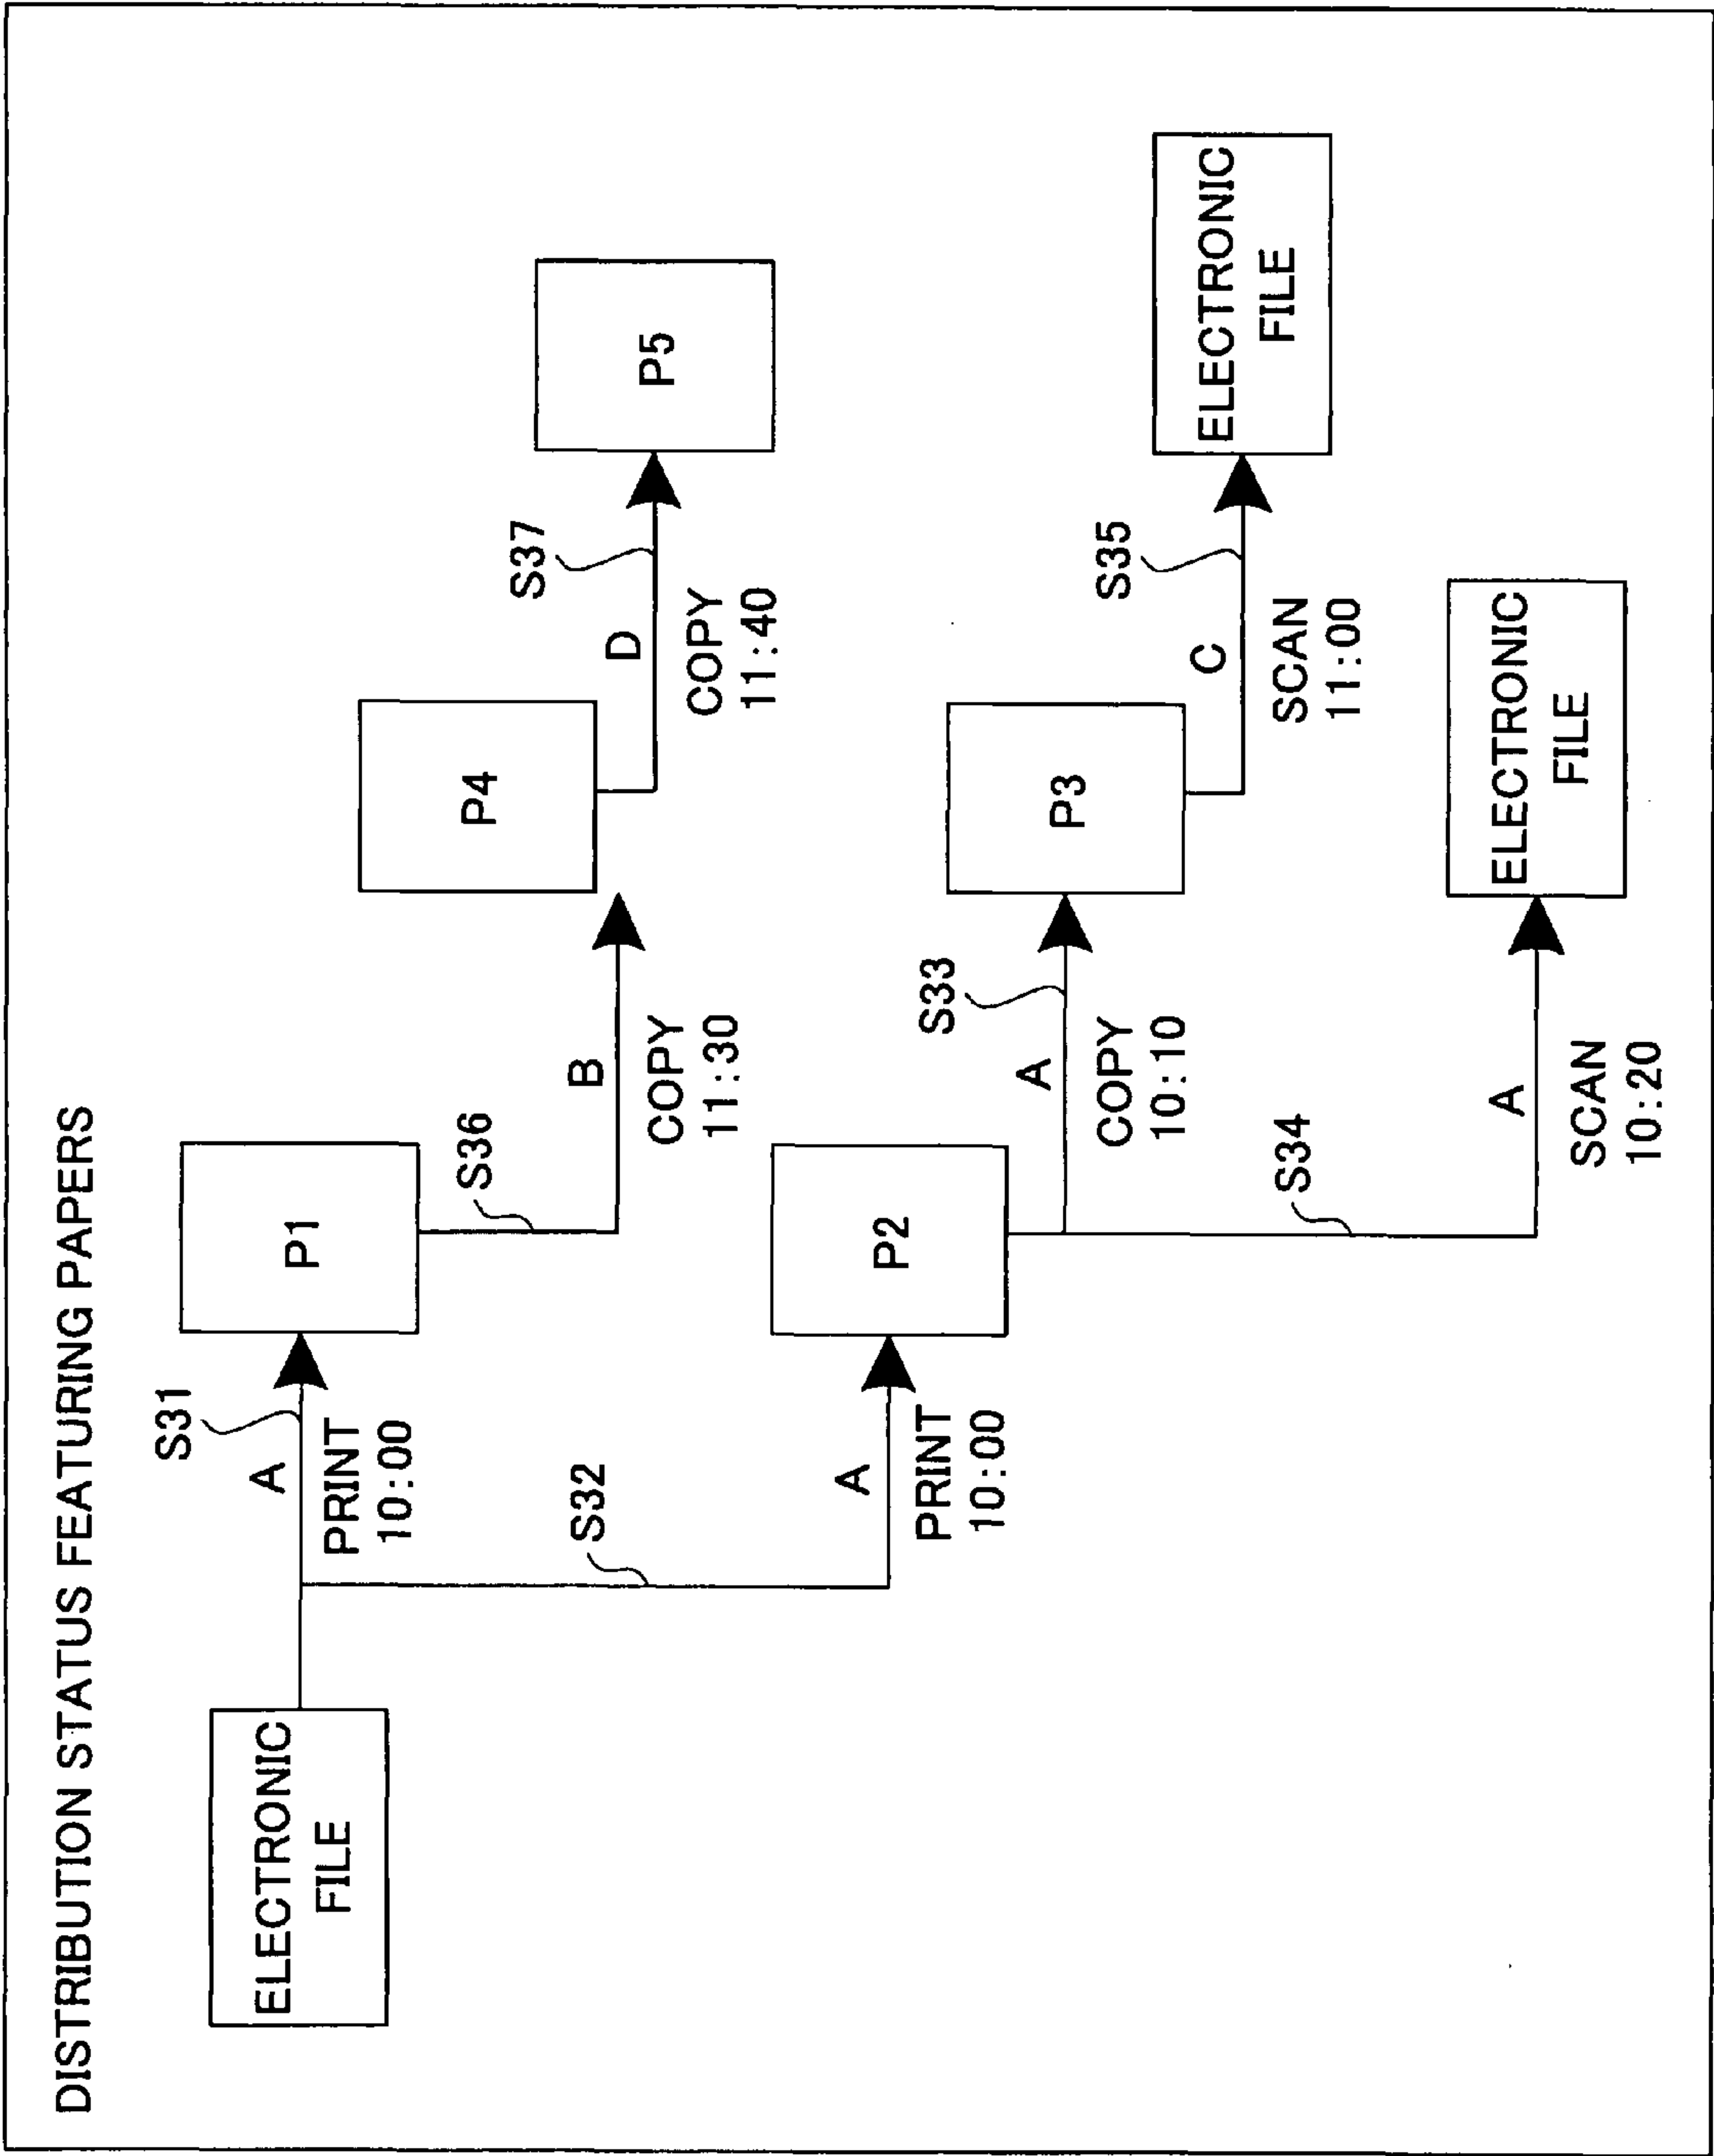 DISTRIBUTION STATUS FEATURING PAPERS
ELECTRONIC
FILE
S31
A
PRINT
10:00
P1
S32
A
PRINT
10:00
P2
S36
B
COPY
11:30
P4
S37
D
COPY
11:40
P5
S33
A
COPY
10:10
P3
S35
C
SCAN
11:00
ELECTRONIC
FILE
S34
A
SCAN
10:20
ELECTRONIC
FILE